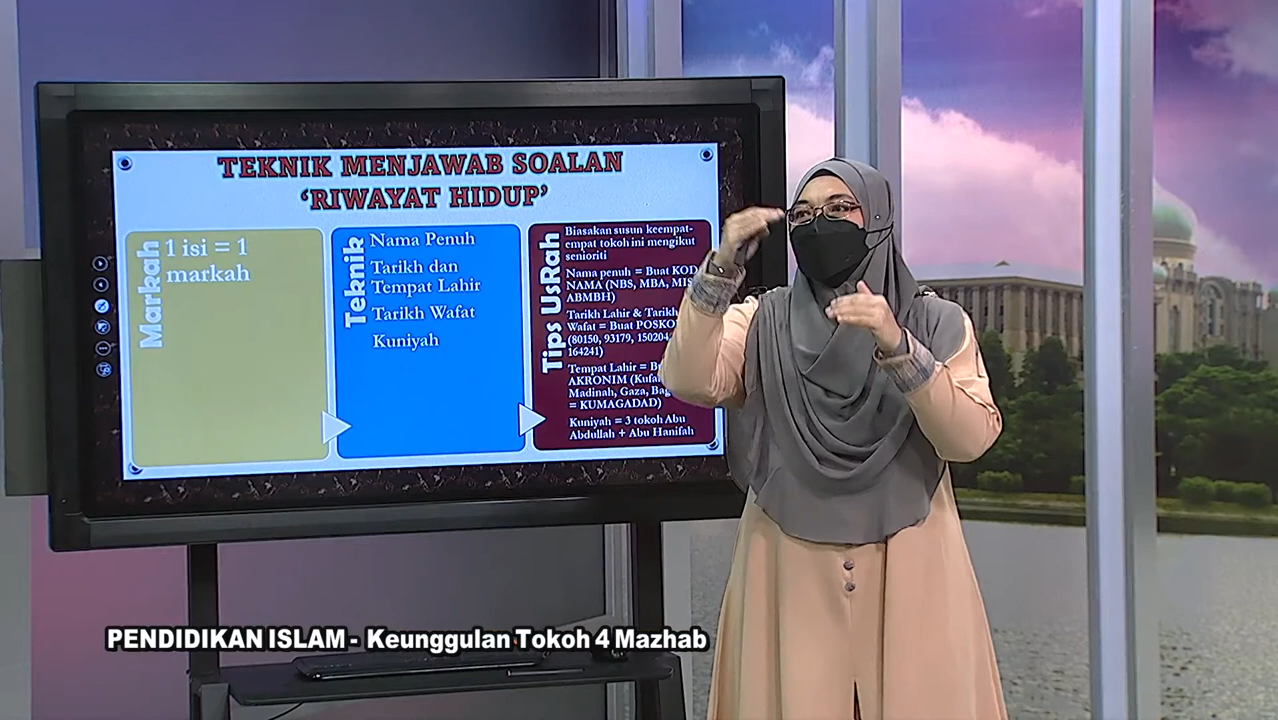 TEKNIK MENJAWAB SOALAN
‘RIWAYAT HIDUP’
Markah
1 isi = 1
markah
Teknik
Nama Penuh
Tarikh dan
Tempat Lahir
Tarikh Wafat
Kuniyah
Tips UsRah
Biasakan susun keempat-
empat tokoh ini mengikut
senioriti
Nama penuh = Buat KOD
NAMA (NBS, MBA, MIS
ABMBH)
Tarikh Lahir & Tarikh
Wafat = Buat
(80150, 93179,
164241)
Tempat Lahir =
AKRONIM (Kufah
Madinah, Gaza,
= KUMAGADAD)
Kuniyah = 3 tokoh Abu
Abdullah + Abu Hanifah
PENDIDIKAN ISLAM - Keunggulan Tokoh 4 Mazhab